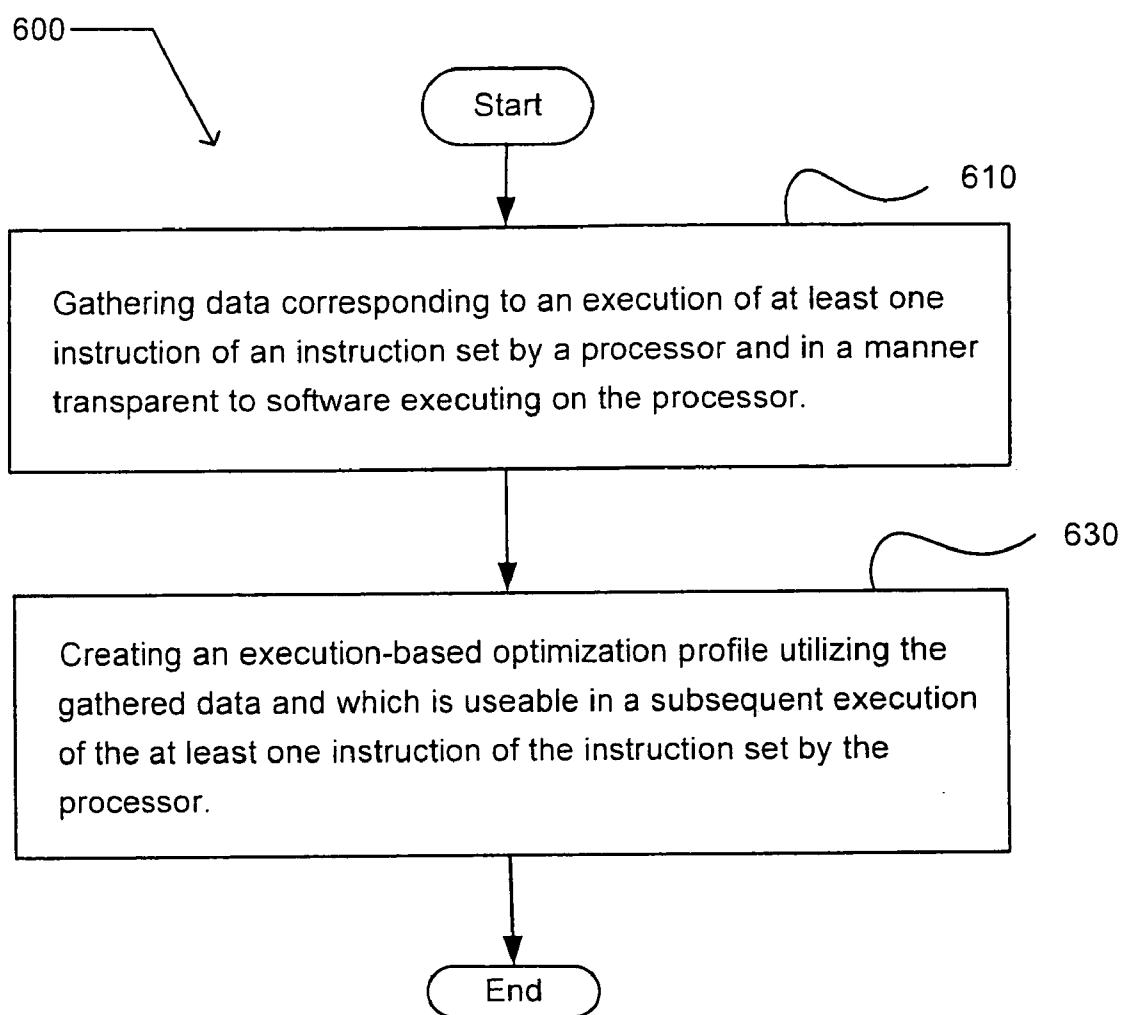 600
Start
610
Gathering data corresponding to an execution of at least one
instruction of an instruction set by a processor and in a manner
transparent to software executing on the processor.
630
Creating an execution-based optimization profile utilizing the
gathered data and which is useable in a subsequent execution
of the at least one instruction of the instruction set by the
processor.
End